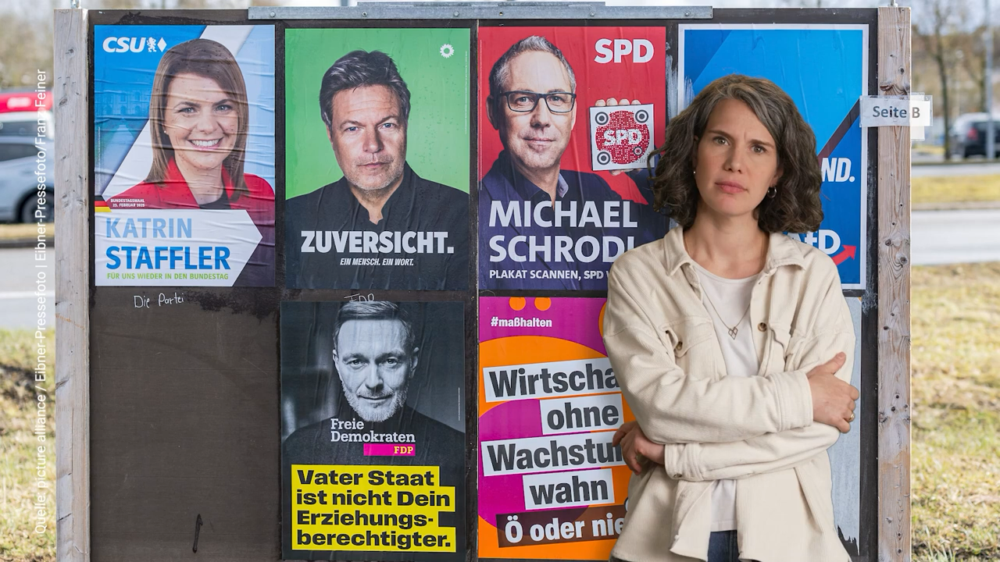 CSU
BUNDESTAGSWAHL
23. FEBRUAR 2025
KATRIN
STAFFLER
FÜR UNS WIEDER IN DEN BUNDESTAG
ZUVERSICHT.
EIN MENSCH. EIN WORT.
SPD
SPD
MICHAEL
SCHRODI
PLAKAT SCANNEN, SPD
ND.
AfD
Seite B
Die Partei
FDP
Freie
Demokraten
FDP
Vater Staat
ist nicht Dein
Erziehungs-
berechtigter.
#maßhalten
Wirtscha
ohne
Wachstum
wahn
Ö oder nie
Quelle picture alliance / Eibner-Pressefoto | Eibner-Pressefoto/Franz Feiner